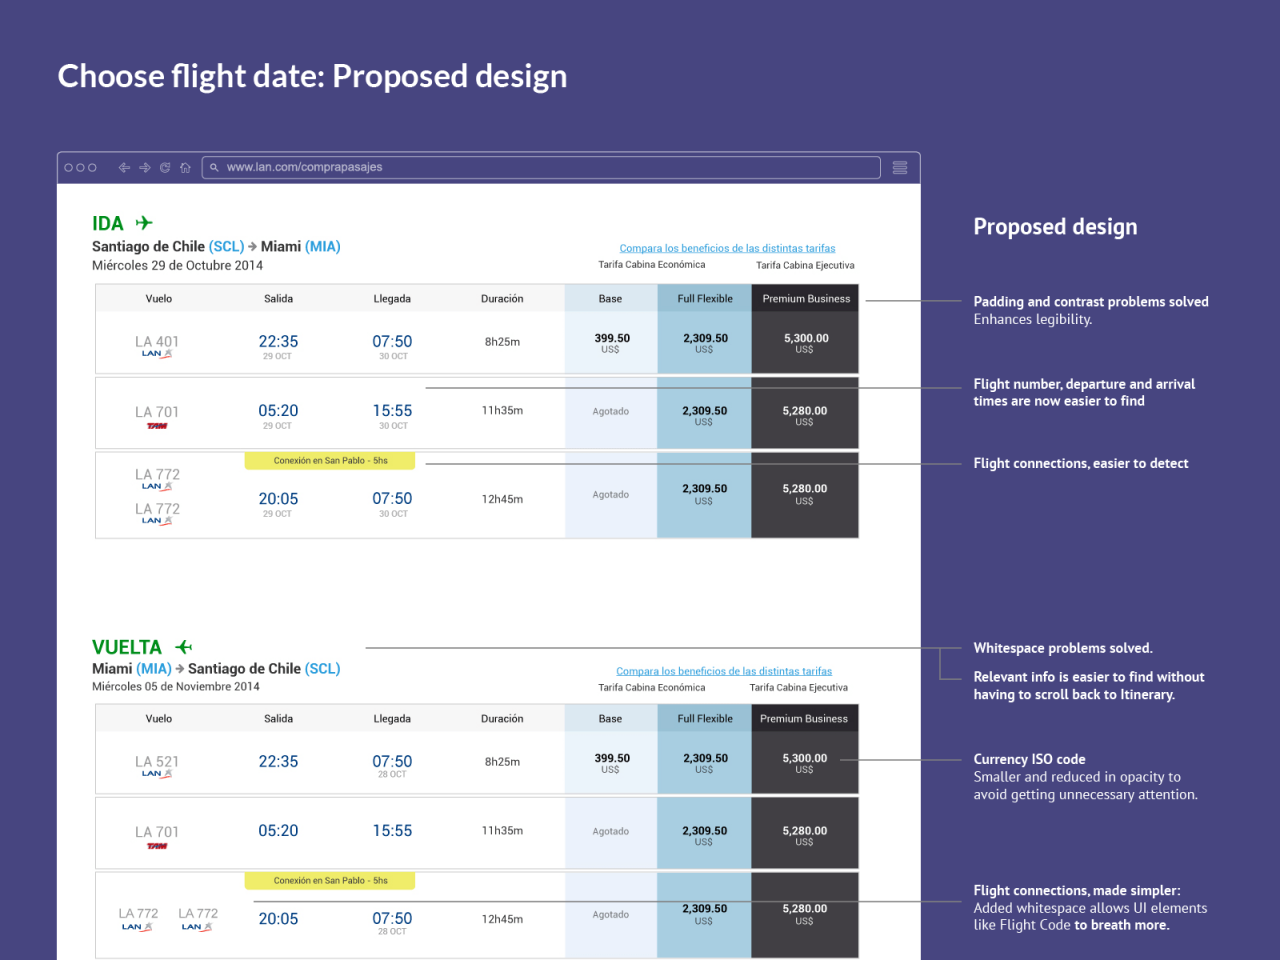 Choose flight date: Proposed design
www.lan.com/comprapasajes
IDA
Santiago de Chile (SCL) → Miami (MIA)
Miércoles 29 de Octubre 2014
Compara los beneficios de las distintas tarifas
Tarifa Cabina Económica Tarifa Cabina Ejecutiva
Vuelo Salida Llegada Duración Base Full Flexible Premium Business
LA 401 22:35 07:50 8h25m 399.50 2,309.50 5,300.00
LAN 29 OCT 30 OCT US$ US$ US$
LA 701 05:20 15:55 11h35m Agotado 2,309.50 5,280.00
TAM 29 OCT 30 OCT US$ US$
Conexión en San Pablo - 5hs
LA 772
LAN
20:05 07:50 12h45m Agotado 2,309.50 5,280.00
29 OCT 30 OCT US$ US$
LA 772
LAN
VUELTA
Miami (MIA) → Santiago de Chile (SCL)
Miércoles 05 de Noviembre 2014
Compara los beneficios de las distintas tarifas
Tarifa Cabina Económica Tarifa Cabina Ejecutiva
Vuelo Salida Llegada Duración Base Full Flexible Premium Business
LA 521 22:35 07:50 8h25m 399.50 2,309.50 5,300.00
LAN 28 OCT US$ US$ US$
LA 701 05:20 15:55 11h35m Agotado 2,309.50 5,280.00
TAM US$ US$
Conexión en San Pablo - 5hs
LA 772 LA 772 20:05 07:50 12h45m Agotado 2,309.50 5,280.00
LAN LAN 28 OCT US$ US$
Proposed design
Padding and contrast problems solved
Enhances legibility.
Flight number, departure and arrival
times are now easier to find
Flight connections, easier to detect
Whitespace problems solved.
Relevant info is easier to find without
having to scroll back to Itinerary.
Currency ISO code
Smaller and reduced in opacity to
avoid getting unnecessary attention.
Flight connections, made simpler:
Added whitespace allows UI elements
like Flight Code to breath more.